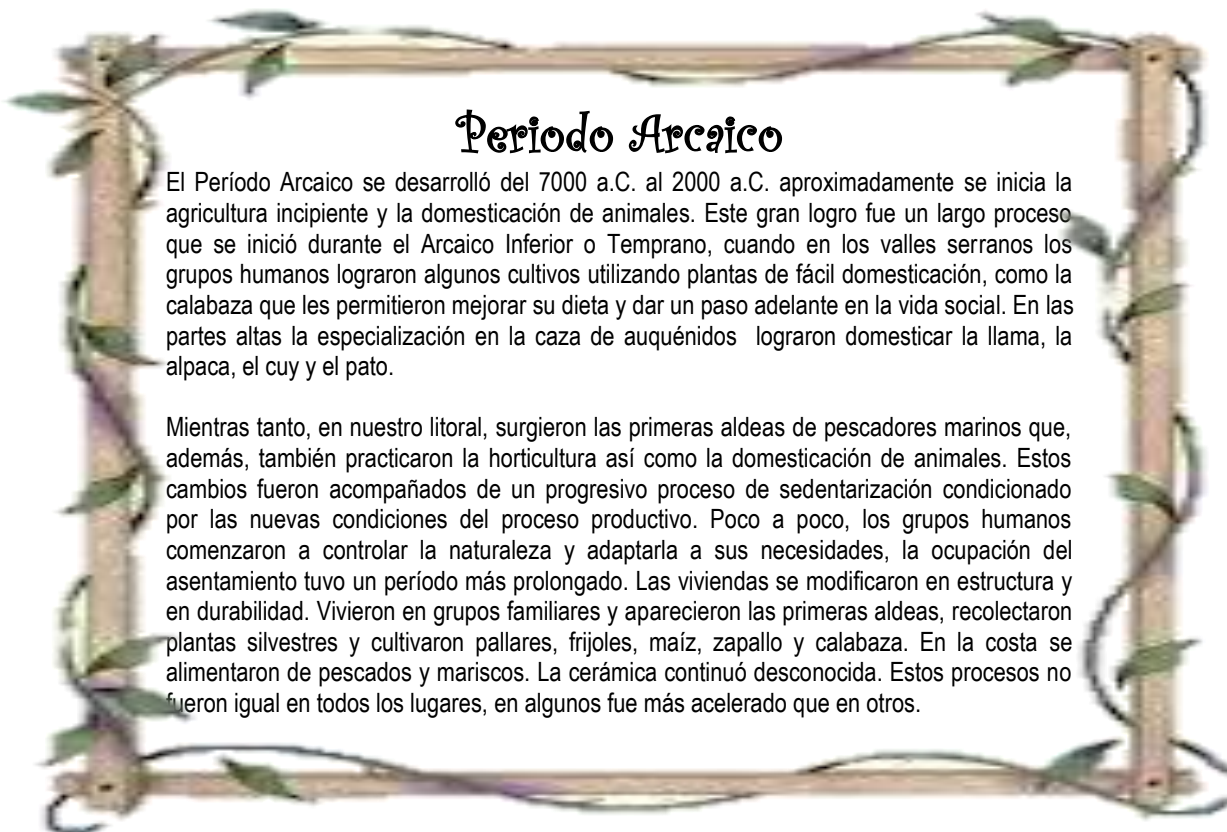 Periodo Arcaico
El Período Arcaico se desarrolló del 7000 a.C. al 2000 a.C. aproximadamente se inicia la
agricultura incipiente y la domesticación de animales. Este gran logro fue un largo proceso
que se inició durante el Arcaico Inferior o Temprano, cuando en los valles serranos los
grupos humanos lograron algunos cultivos utilizando plantas de fácil domesticación, como la
calabaza que les permitieron mejorar su dieta y dar un paso adelante en la vida social. En las
partes altas la especialización en la caza de auquénidos lograron domesticar la llama, la
alpaca, el cuy y el pato.
Mientras tanto, en nuestro litoral, surgieron las primeras aldeas de pescadores marinos que,
además, también practicaron la horticultura así como la domesticación de animales. Estos
cambios fueron acompañados de un progresivo proceso de sedentarización condicionado
por las nuevas condiciones del proceso productivo. Poco a poco, los grupos humanos
comenzaron a controlar la naturaleza y adaptarla a sus necesidades, la ocupación del
asentamiento tuvo un período más prolongado. Las viviendas se modificaron en estructura y
en durabilidad. Vivieron en grupos familiares y aparecieron las primeras aldeas, recolectaron
plantas silvestres y cultivaron pallares, frijoles, maíz, zapallo y calabaza. En la costa se
alimentaron de pescados y mariscos. La cerámica continuó desconocida. Estos procesos no
fueron igual en todos los lugares, en algunos fue más acelerado que en otros.